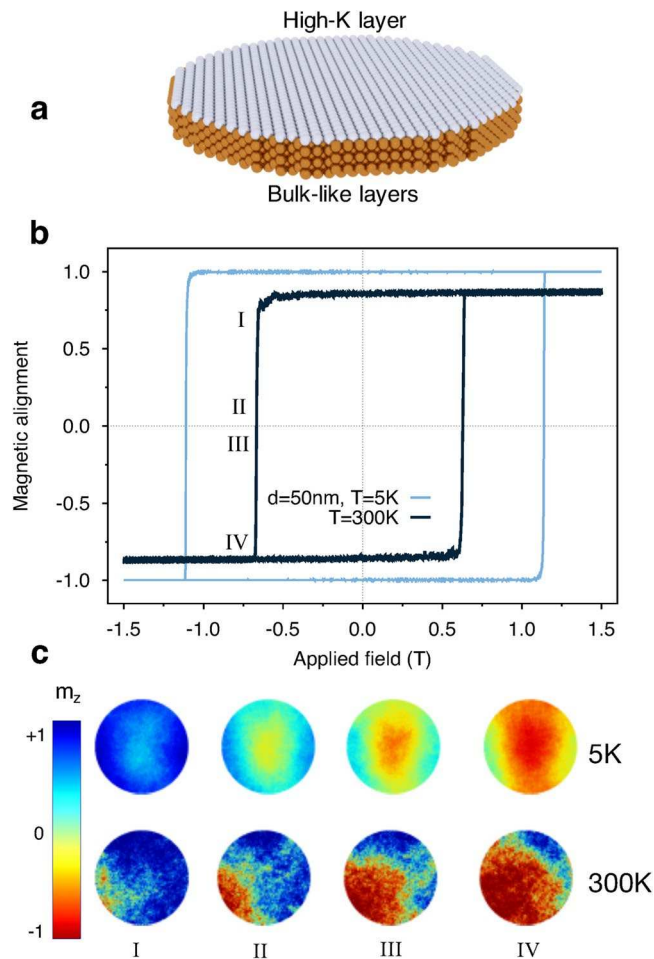 High-K layer
a
Bulk-like layers
b
1.0
0.5
0.0
-0.5
-1.0
Magnetic alignment
I
II
III
IV
d=50nm, T=5K
T=300K
-1.5 -1.0 -0.5 0.0 0.5 1.0 1.5
Applied field (T)
c
mz
+1
0
-1
5K
300K
I II III IV